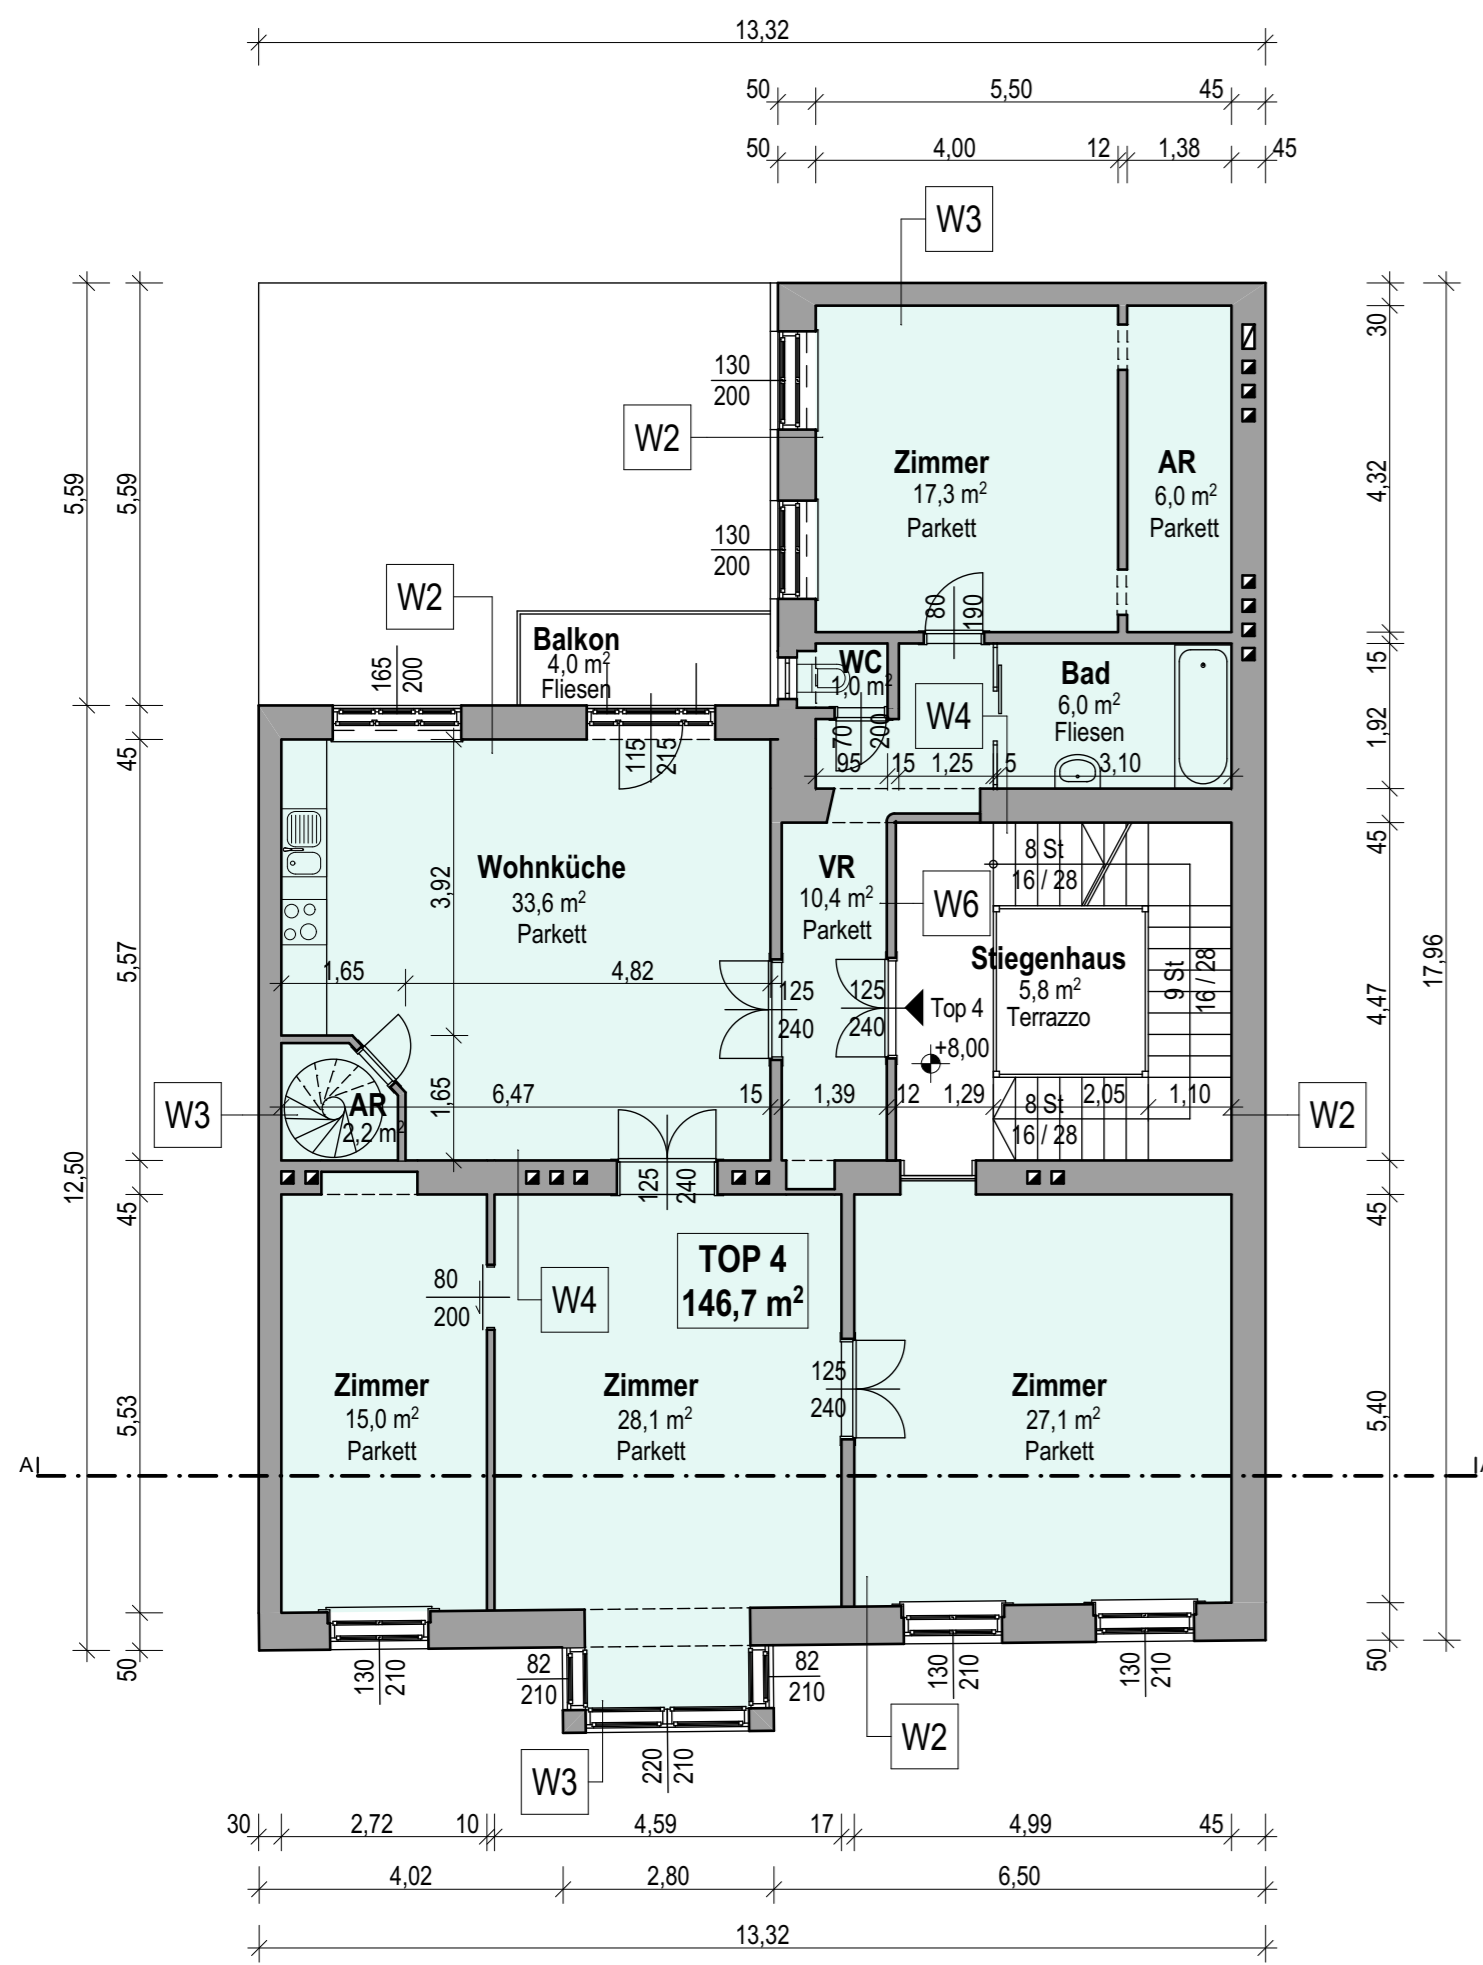 13,32
50 5,50 45
50 4,00 12 1,38 45
W3
30
130
200
W2
5,59
5,59
Zimmer
17,3 m²
Parkett
AR
6,0 m²
Parkett
4,32
130
200
W2
80
190
Balkon
4,0 m²
Fliesen
165
200
WC
1,0 m²
Bad
6,0 m²
Fliesen
15
W4
115
215
70
200
95 15 1,25 5 3,10
1,92
45
45
8 St
16 / 28
Wohnküche
33,6 m²
Parkett
3,92
VR
10,4 m²
Parkett
W6
Stiegenhaus
5,8 m²
Terrazzo
9 St
16 / 28
17,96
5,57
1,65 4,82
125
240
125
240
Top 4
+8,00
4,47
1,65
6,47 15 1,39 12 1,29 2,05 1,10
W3
AR
2,2 m²
8 St
16 / 28
W2
12,50
45
125
240
45
TOP 4
146,7 m²
80
200
W4
Zimmer
15,0 m²
Parkett
Zimmer
28,1 m²
Parkett
125
240
Zimmer
27,1 m²
Parkett
5,53
5,40
A
50
130
210
82
210
82
210
130
210
130
210
50
W2
W3
220
210
30 2,72 10 4,59 17 4,99 45
4,02 2,80 6,50
13,32